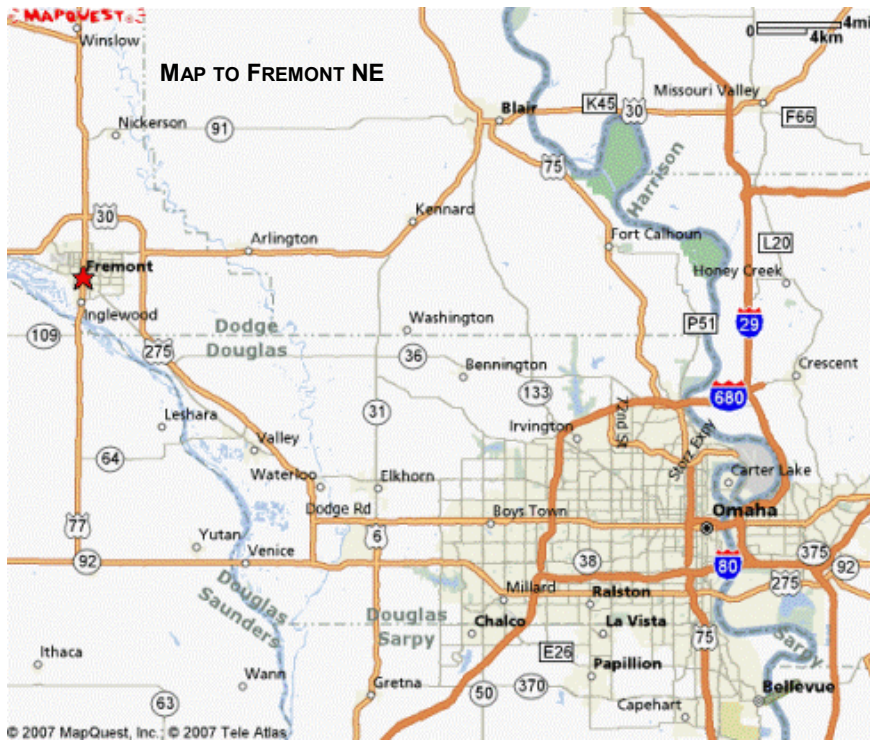 MAPQUEST
4mi
0
4km
Winslow
MAP TO FREMONT NE
Missouri Valley
Blair
K45
30
F66
Nickerson
91
75
Harrison
Kennard
30
Arlington
Fort Calhoun
L20
Fremont
Honey Creek
Inglewood
109
Dodge
Douglas
Washington
P51
29
275
36
Bennington
Crescent
133
680
31
72nd St
Leshara
Irvington
Valley
64
Storz Expy
Waterloo
Elkhorn
Carter Lake
Dodge Rd
Boys Town
Omaha
77
6
Yutan
Venice
92
38
80
375
92
275
Douglas
Saunders
Millard
Ralston
Douglas
Sarpy
Chalco
La Vista
75
Sarpy
Ithaca
E26
Papillion
Wann
Gretna
50
370
Bellevue
63
Capehart
© 2007 MapQuest, Inc.; © 2007 Tele Atlas